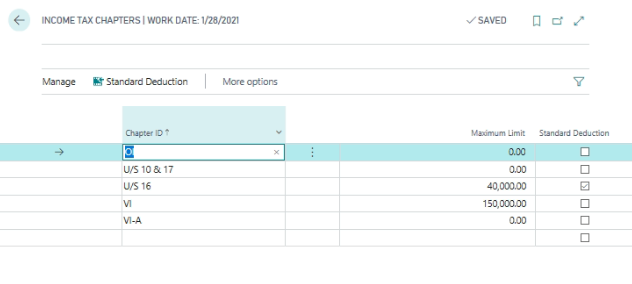 INCOME TAX CHAPTERS | WORK DATE: 1/28/2021
✓ SAVED
Manage Standard Deduction More options
Chapter ID ↑ Maximum Limit Standard Deduction
OI 0.00
U/S 10 & 17 0.00
U/S 16 40,000.00
VI 150,000.00
VI-A 0.00